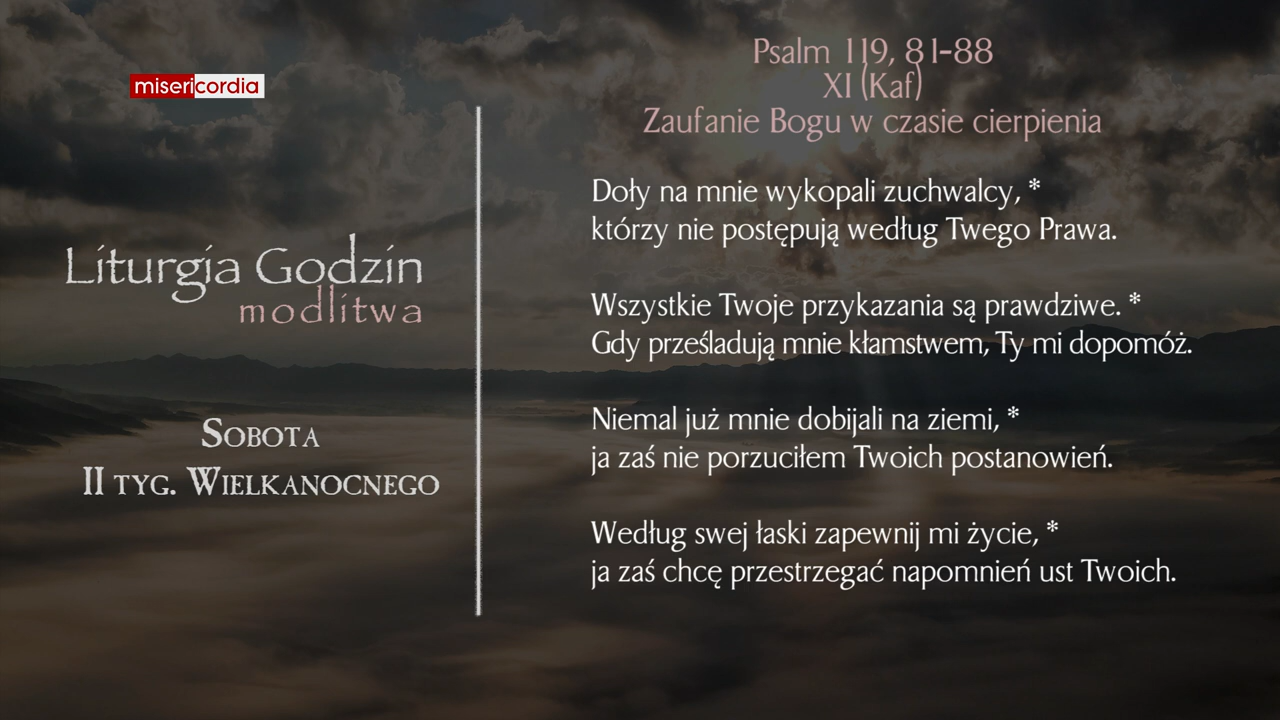 misericordia
Liturgia Godzin
modlitwa
Sobota
II tyg. Wielkanocnego
Psalm 119, 81-88
XI (Kaf)
Zaufanie Bogu w czasie cierpienia
Doły na mnie wykopali zuchwalcy, *
którzy nie postępują według Twego Prawa.
Wszystkie Twoje przykazania są prawdziwe. *
Gdy prześladują mnie kłamstwem, Ty mi dopomóż.
Niemal już mnie dobijali na ziemi, *
ja zaś nie porzuciłem Twoich postanowień.
Według swej łaski zapewnij mi życie, *
ja zaś chcę przestrzegać napomnień ust Twoich.